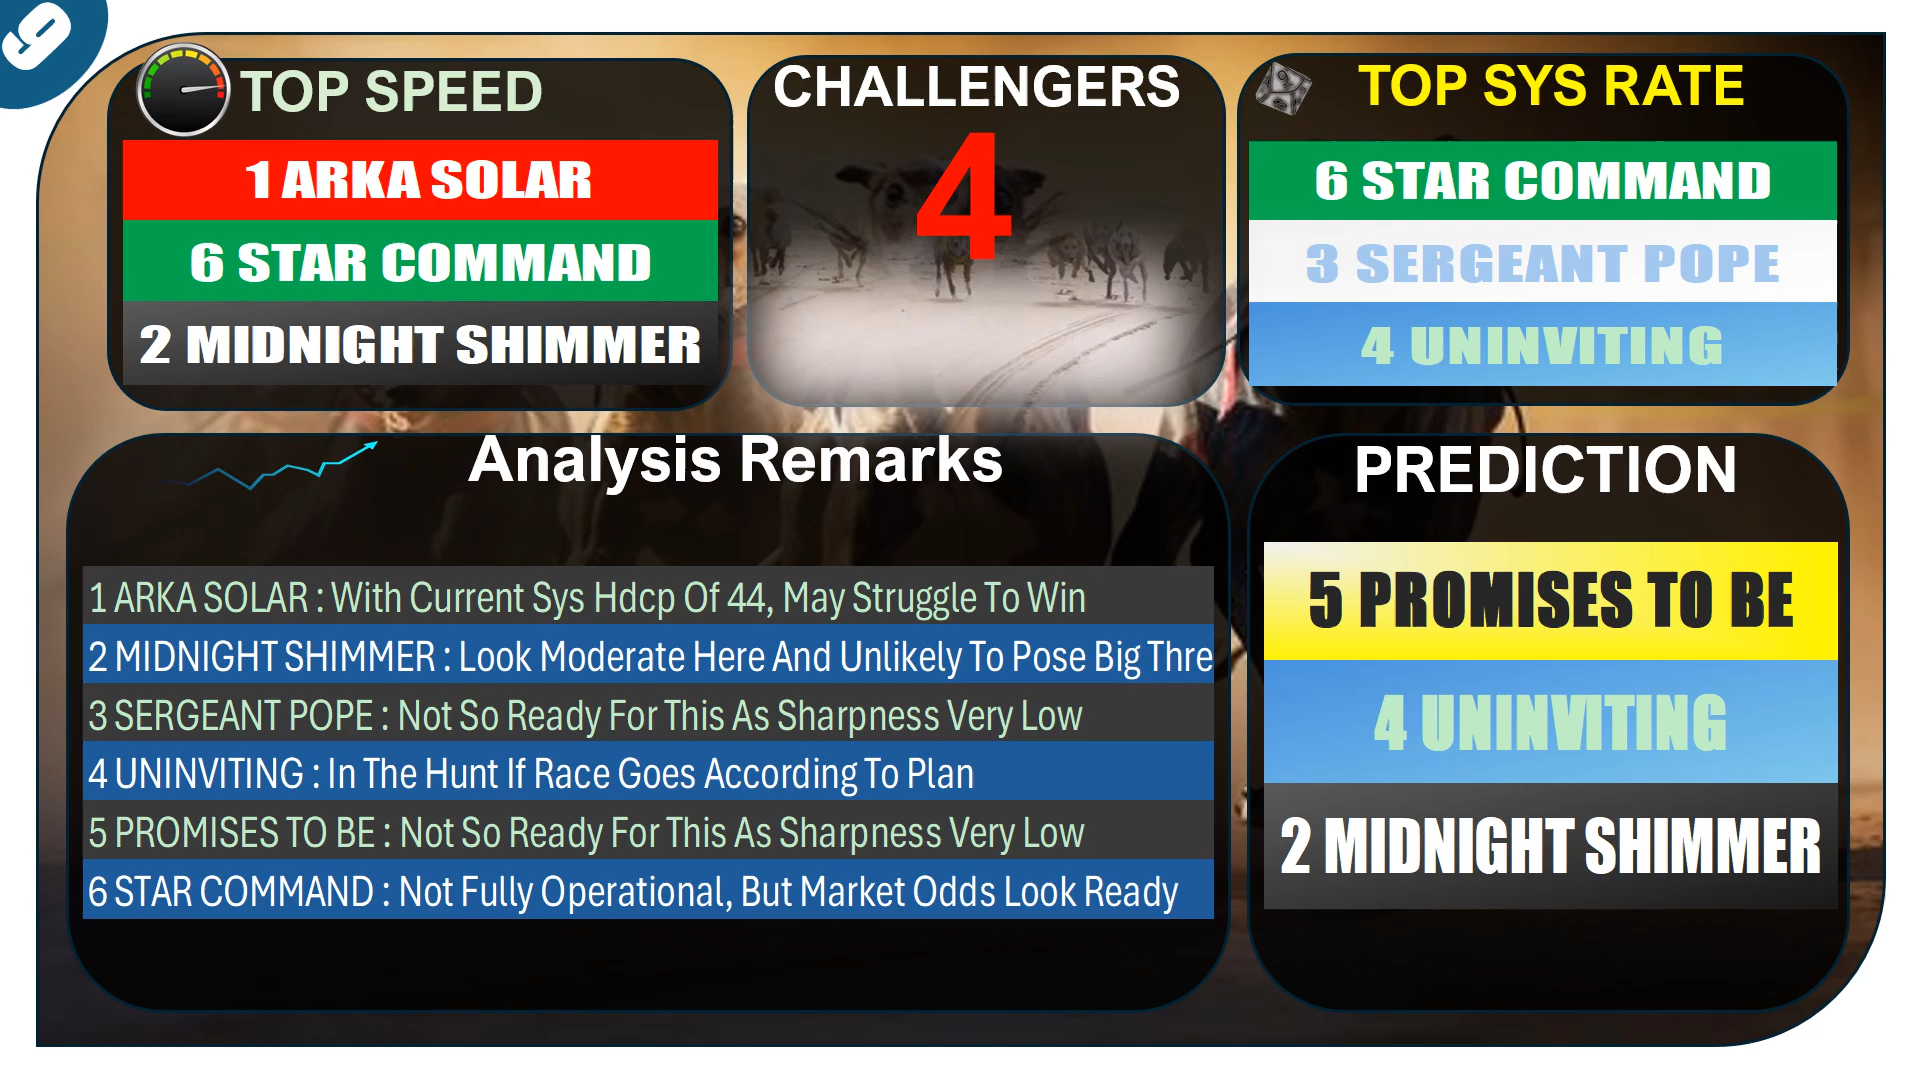 9
TOP SPEED
1 ARKA SOLAR
6 STAR COMMAND
2 MIDNIGHT SHIMMER
CHALLENGERS
4
TOP SYS RATE
6 STAR COMMAND
3 SERGEANT POPE
4 UNINVITING
Analysis Remarks
1 ARKA SOLAR : With Current Sys Hdcp Of 44, May Struggle To Win
2 MIDNIGHT SHIMMER : Look Moderate Here And Unlikely To Pose Big Thre
3 SERGEANT POPE : Not So Ready For This As Sharpness Very Low
4 UNINVITING : In The Hunt If Race Goes According To Plan
5 PROMISES TO BE : Not So Ready For This As Sharpness Very Low
6 STAR COMMAND : Not Fully Operational, But Market Odds Look Ready
PREDICTION
5 PROMISES TO BE
4 UNINVITING
2 MIDNIGHT SHIMMER